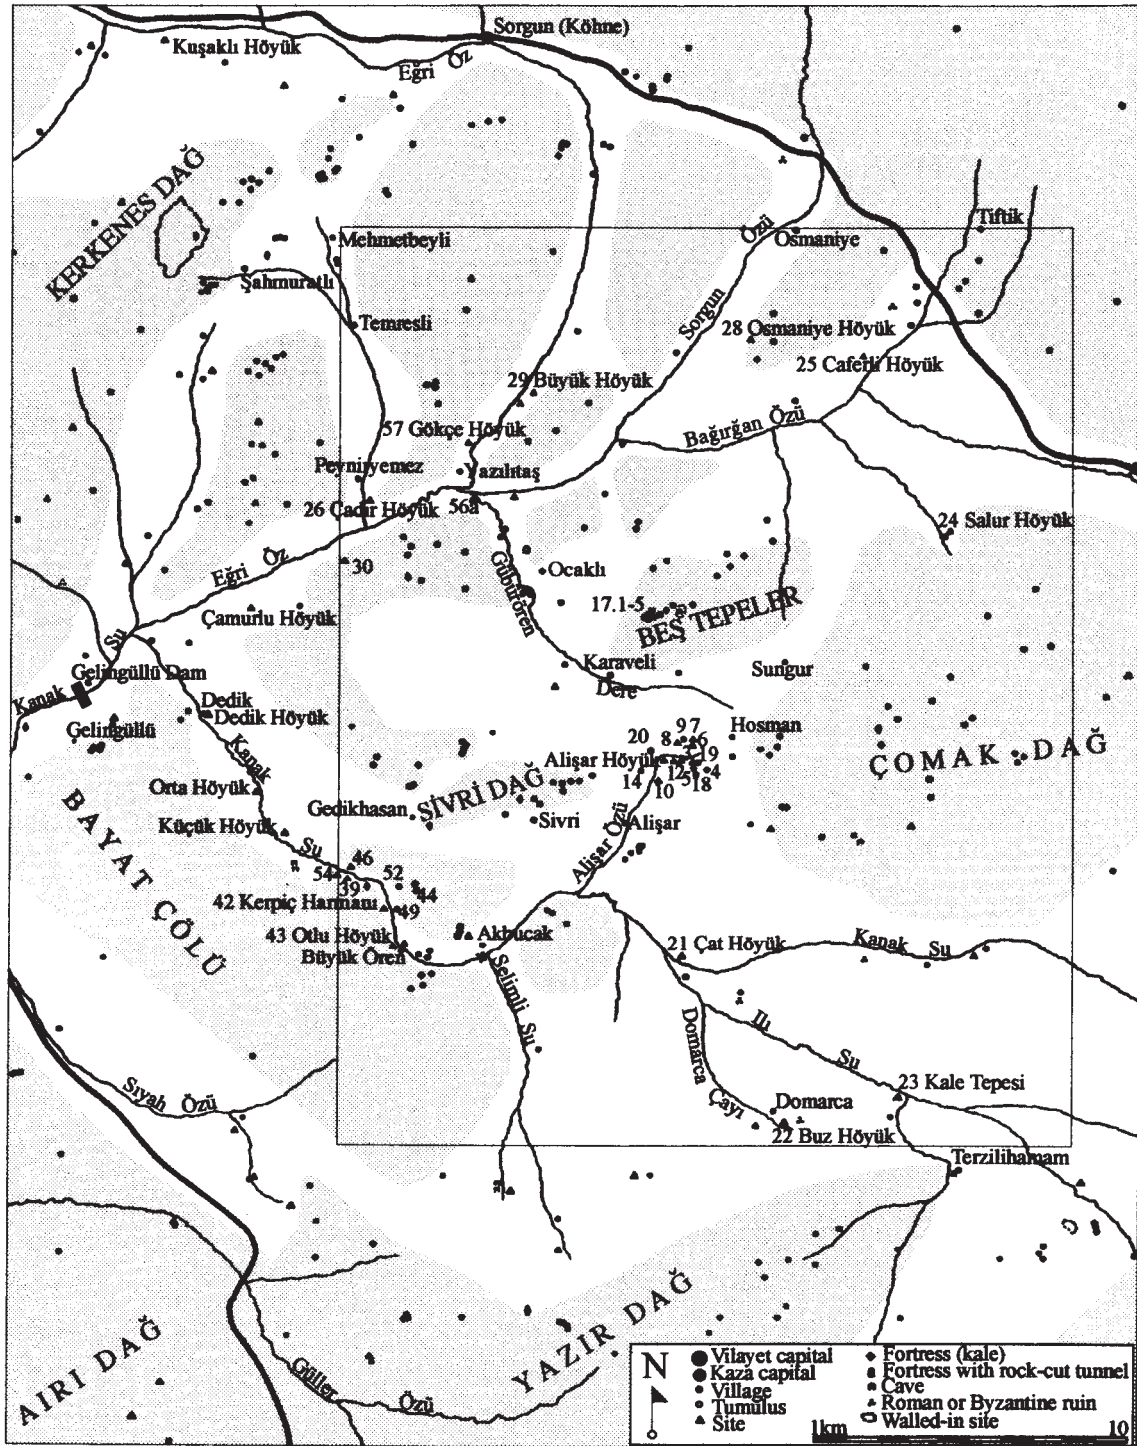 Sorgun (Köhne)
Kuşaklı Höyük
Eğri Öz
KERKENES DAĞ
Tiftik
Mehmetbeyli
Özü
Osmaniye
Şahmuratlı
Sorgun
Temresli
28 Osmaniye Höyük
25 Caferli Höyük
29 Büyük Höyük
57 Gökçe Höyük
Bağırğan Özü
Peyniryemez
Yazılıtaş
26 Çadır Höyük
56a
24 Salur Höyük
Eğri Öz
30
Ocaklı
Gübürören
17.1-5
BEŞ TEPELER
Çamurlu Höyük
Su
Karaveli
Dere
Sungur
Gelingüllü Dam
Kanak
Dedik
Dedik Höyük
Gelingüllü
Kanak
9 7
Hosman
20
8
6
Alişar Höyük
19
ÇOMAK DAĞ
14
12
5
4
10
18
Orta Höyük
SİVRİ DAĞ
Gedikhasan
Sivri
Alişar
Küçük Höyük
BAYAT ÇÖLÜ
Su
Alişar Özü
46
54
39
52
44
42 Kerpiç Harmanı
49
43 Otlu Höyük
Akbucak
Büyük Ören
21 Çat Höyük
Kanak Su
Selimli Su
Ilı Su
Domarca Çayı
Sıyah Özü
23 Kale Tepesi
Domarca
22 Buz Höyük
Terzilihamam
AIRI DAĞ
YAZIR DAĞ
Güller Özü
N
Vilayet capital
Kaza capital
Village
Tumulus
Site
Fortress (kale)
Fortress with rock-cut tunnel
Cave
Roman or Byzantine ruin
Walled-in site
1km 10